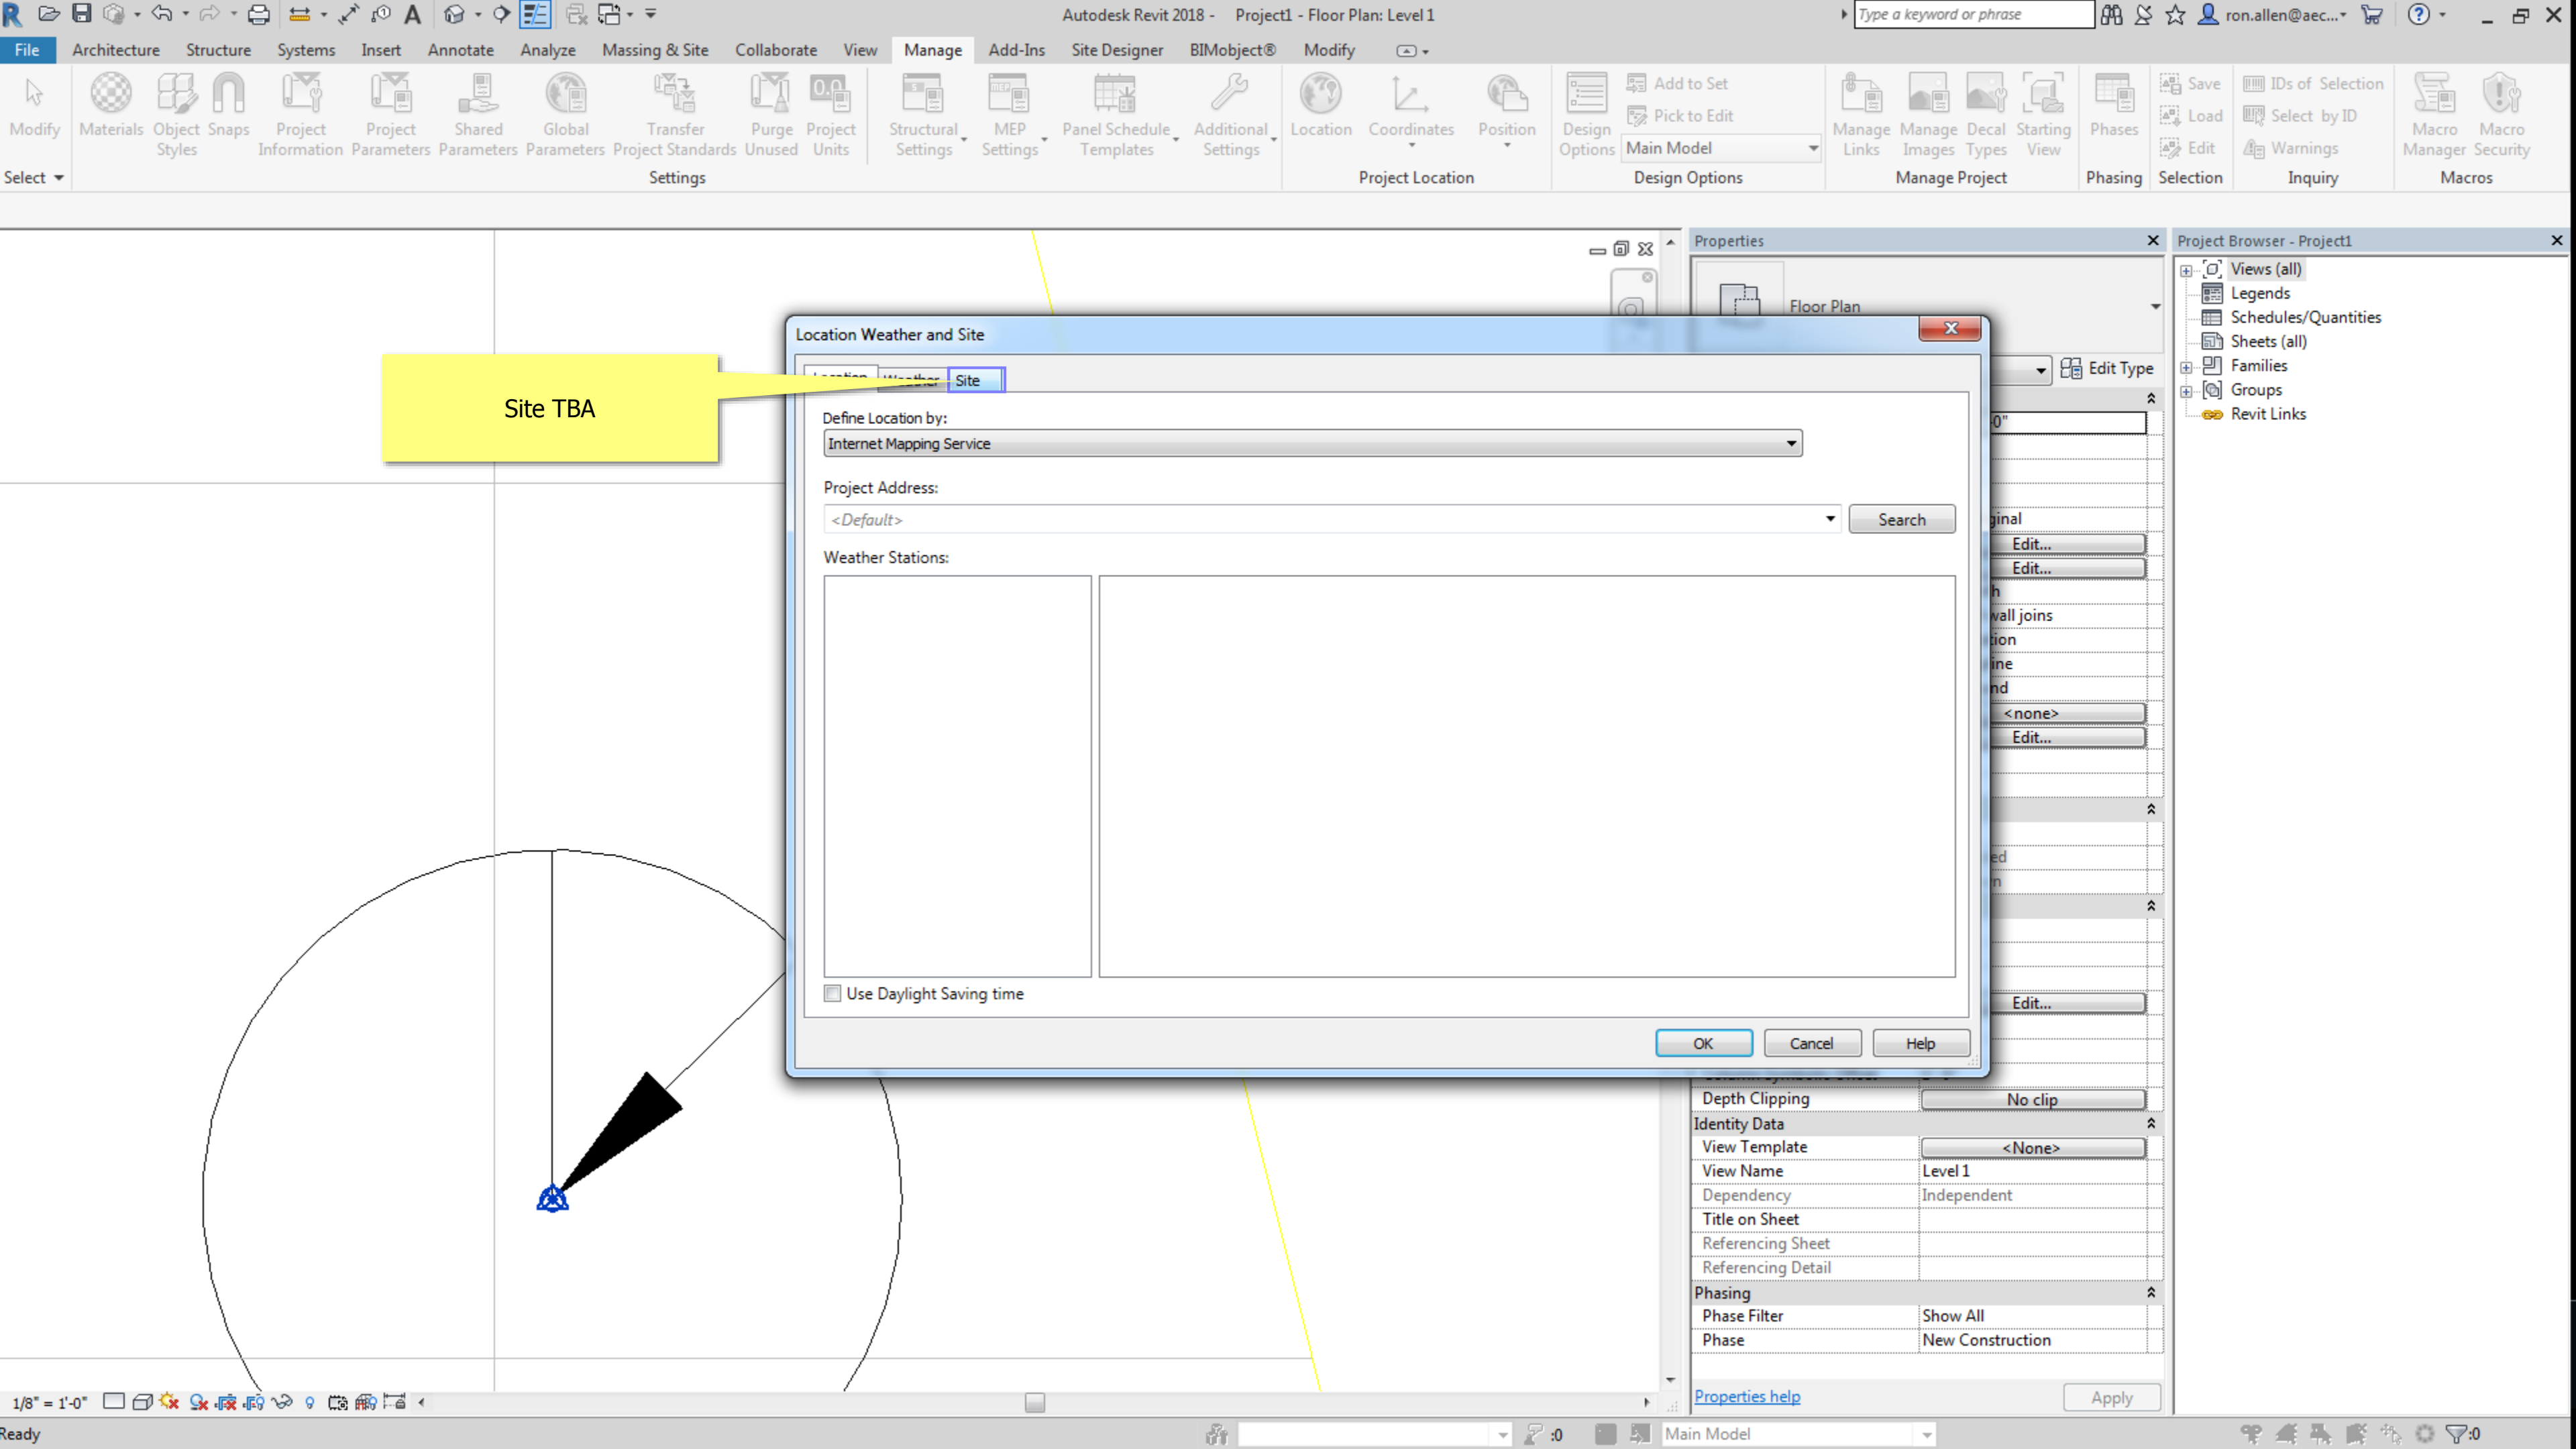 Autodesk Revit 2018 - Project1 - Floor Plan: Level 1
Type a keyword or phrase
ron.allen@aec...
File Architecture Structure Systems Insert Annotate Analyze Massing & Site Collaborate View Manage Add-Ins Site Designer BIMobject® Modify
Modify
Materials
Object Styles
Snaps
Project Information
Project Parameters
Shared Parameters
Global Parameters
Transfer Project Standards
Purge Unused
Project Units
Structural Settings
MEP Settings
Panel Schedule Templates
Additional Settings
Location
Coordinates
Position
Design Options
Add to Set
Pick to Edit
Main Model
Manage Links
Manage Images
Decal Types
Starting View
Phases
Save
Load
Edit
IDs of Selection
Select by ID
Warnings
Macro Manager
Macro Security
Select
Settings
Project Location
Design Options
Manage Project
Phasing
Selection
Inquiry
Macros
Properties
Floor Plan
Edit Type
Project Browser - Project1
Views (all)
Legends
Schedules/Quantities
Sheets (all)
Families
Groups
Revit Links
Site TBA
Location Weather and Site
Site
Define Location by:
Internet Mapping Service
Project Address:
<Default>
Search
Weather Stations:
Use Daylight Saving time
OK
Cancel
Help
Edit...
Edit...
wall joins
<none>
Edit...
Edit...
Depth Clipping No clip
Identity Data
View Template <None>
View Name Level 1
Dependency Independent
Title on Sheet
Referencing Sheet
Referencing Detail
Phasing
Phase Filter Show All
Phase New Construction
Properties help
Apply
1/8" = 1'-0"
Ready
:0
Main Model
:0